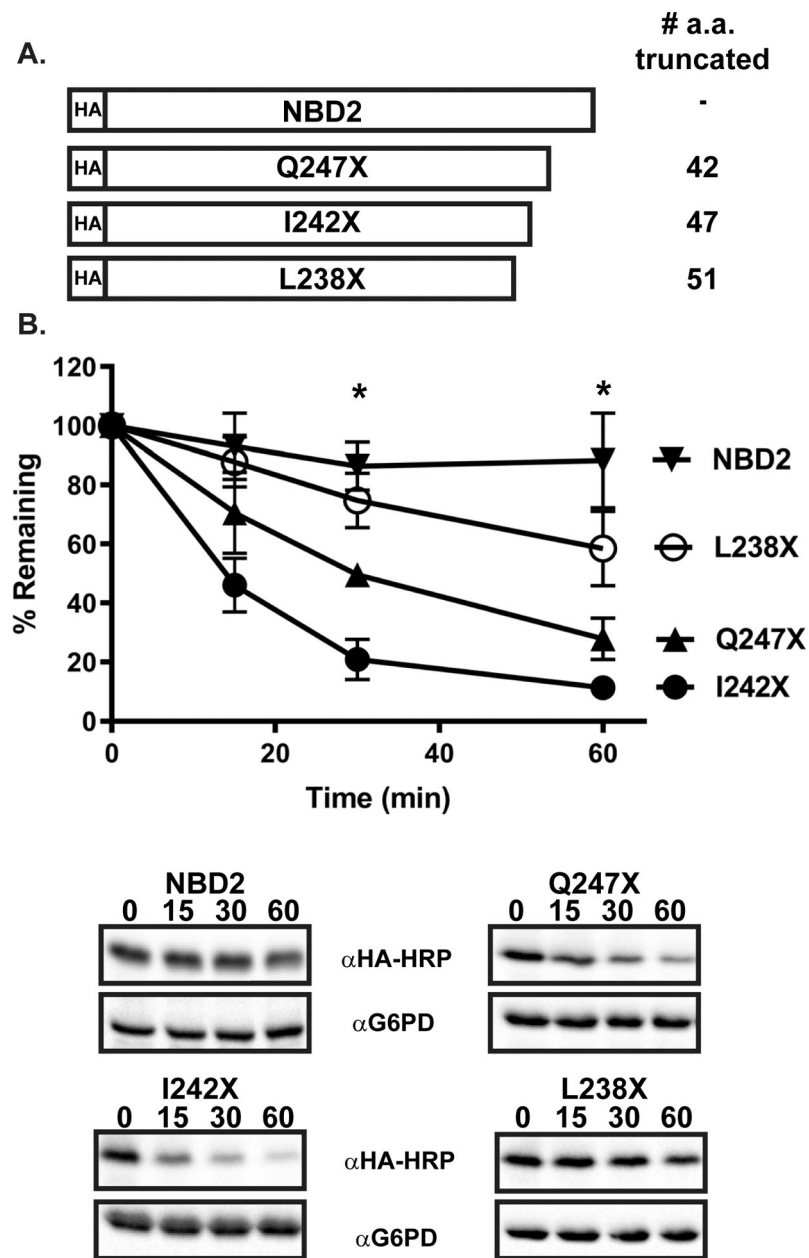 A.
# a.a.
truncated
HA NBD2 -
HA Q247X 42
HA I242X 47
HA L238X 51
B.
% Remaining
120
100
80
60
40
20
0
* *
NBD2
L238X
Q247X
I242X
0 20 40 60
Time (min)
NBD2 Q247X
0 15 30 60 0 15 30 60
αHA-HRP
αG6PD
I242X L238X
0 15 30 60 0 15 30 60
αHA-HRP
αG6PD